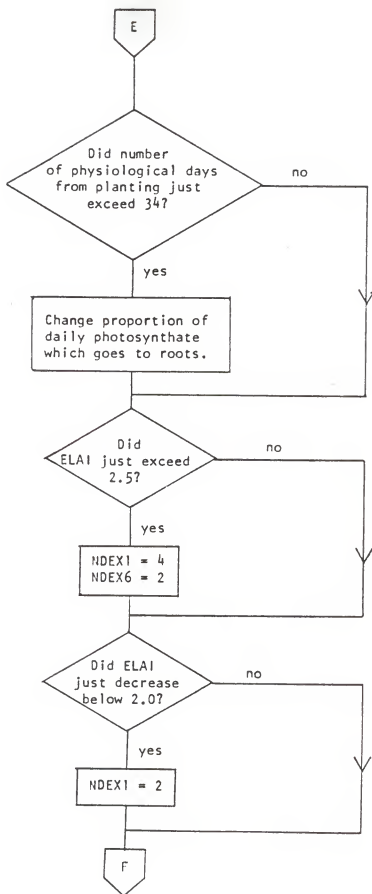 E
Did number
of physiological days
from planting just
exceed 34?
no
yes
Change proportion of
daily photosynthate
which goes to roots.
Did
ELAI just exceed
2.5?
no
yes
NDEX1 = 4
NDEX6 = 2
Did ELAI
just decrease
below 2.0?
no
yes
NDEX1 = 2
F